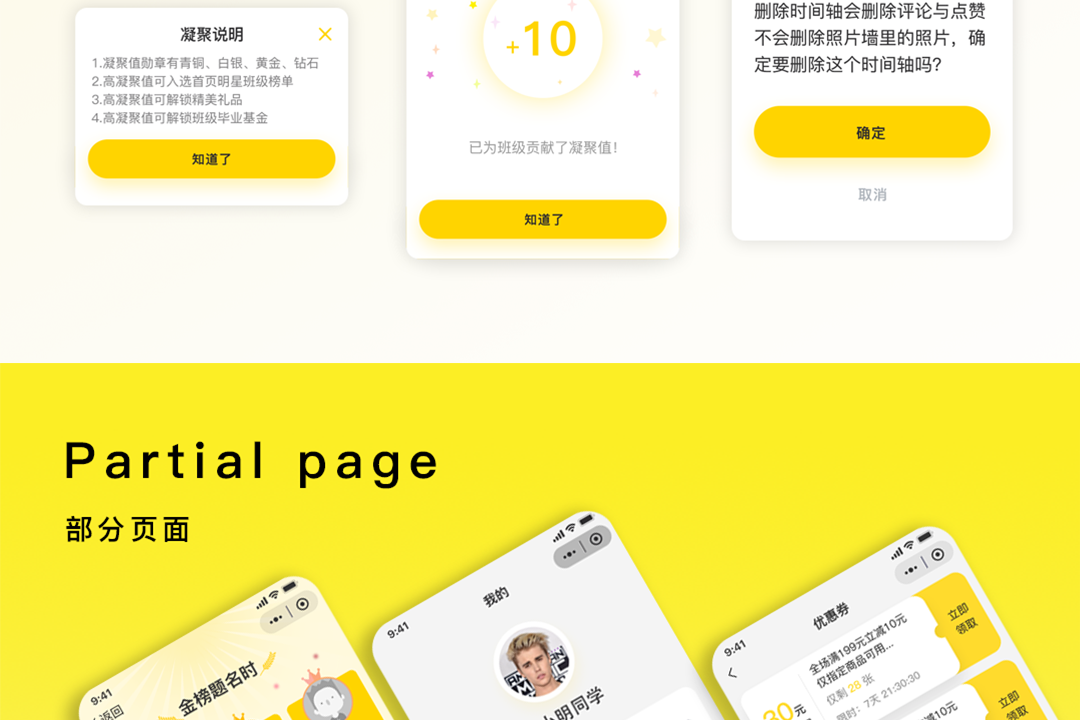 凝聚说明
1.凝聚值勋章有青铜、白银、黄金、钻石
2.高凝聚值可入选首页明星班级榜单
3.高凝聚值可解锁精美礼品
4.高凝聚值可解锁班级毕业基金
知道了
+10
已为班级贡献了凝聚值!
知道了
删除时间轴会删除评论与点赞
不会删除照片墙里的照片，确
定要删除这个时间轴吗?
确定
取消
Partial page
部分页面
9:41
返回
金榜题名时
9:41
我的
小明同学
9:41
优惠券
全场满199元立减10元
仅指定商品可用...
仅剩 28 张
限时: 7天 21:30:30
30元
立即
领取
减10元
立即
领取